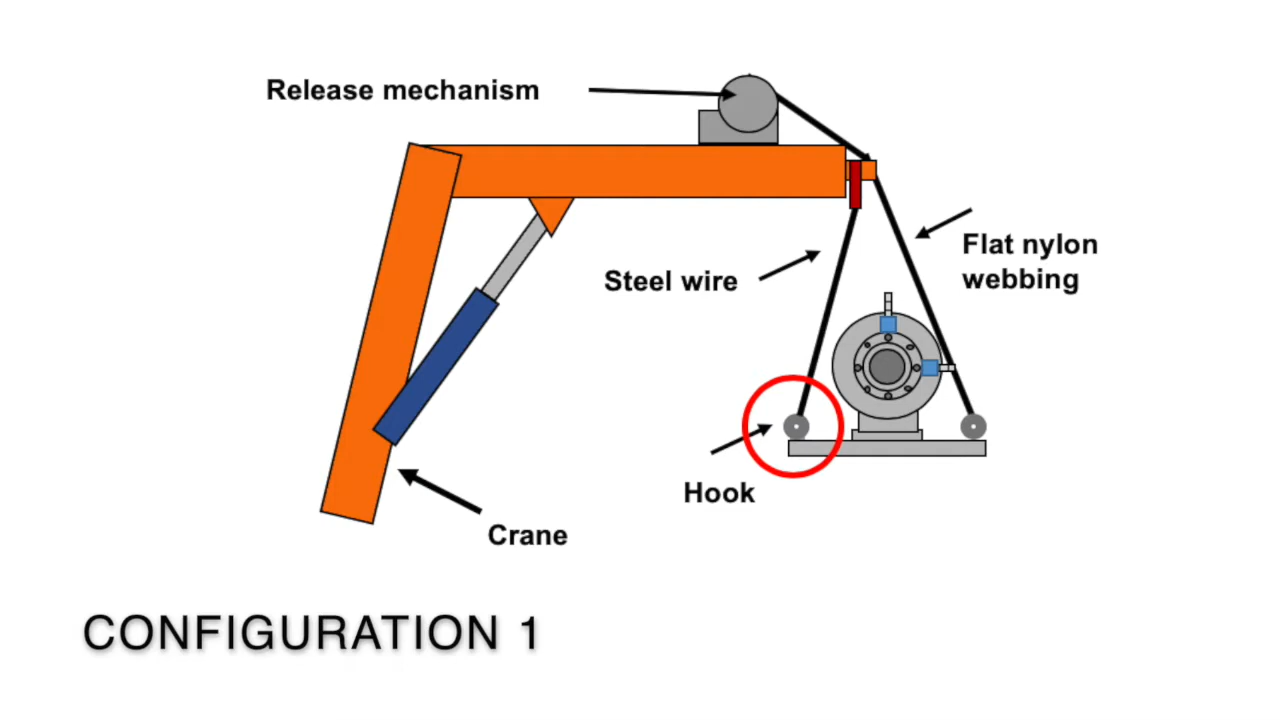 Release mechanism
Flat nylon
webbing
Steel wire
Hook
Crane
CONFIGURATION 1